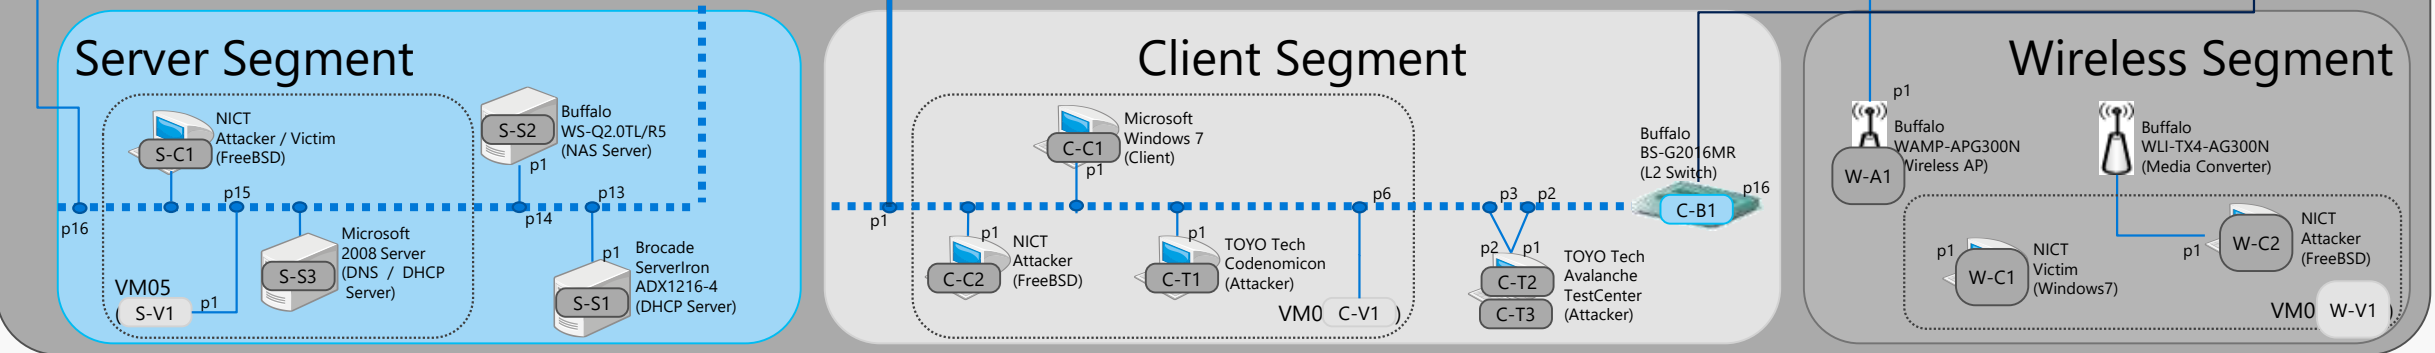 Server Segment
NICT
Attacker / Victim
(FreeBSD)
S-C1
S-S2
Buffalo
WS-Q2.0TL/R5
(NAS Server)
p1
p15
p13
p16
p14
Microsoft
2008 Server
(DNS / DHCP
Server)
S-S3
VM05
( S-V1
p1
p1
Brocade
ServerIron
ADX1216-4
(DHCP Server)
S-S1
Client Segment
Microsoft
Windows 7
(Client)
C-C1
p1
p1
p6
p3
p2
p1
NICT
Attacker
(FreeBSD)
C-C2
p1
TOYO Tech
Codenomicon
(Attacker)
C-T1
VM0 C-V1 )
p2
p1
TOYO Tech
Avalanche
TestCenter
(Attacker)
C-T2
C-T3
Buffalo
BS-G2016MR
(L2 Switch)
p16
C-B1
Wireless Segment
p1
Buffalo
WAMP-APG300N
Wireless AP)
W-A1
Buffalo
WLI-TX4-AG300N
(Media Converter)
p1
NICT
Victim
(Windows7)
W-C1
p1
W-C2
NICT
Attacker
(FreeBSD)
VM0 W-V1 )